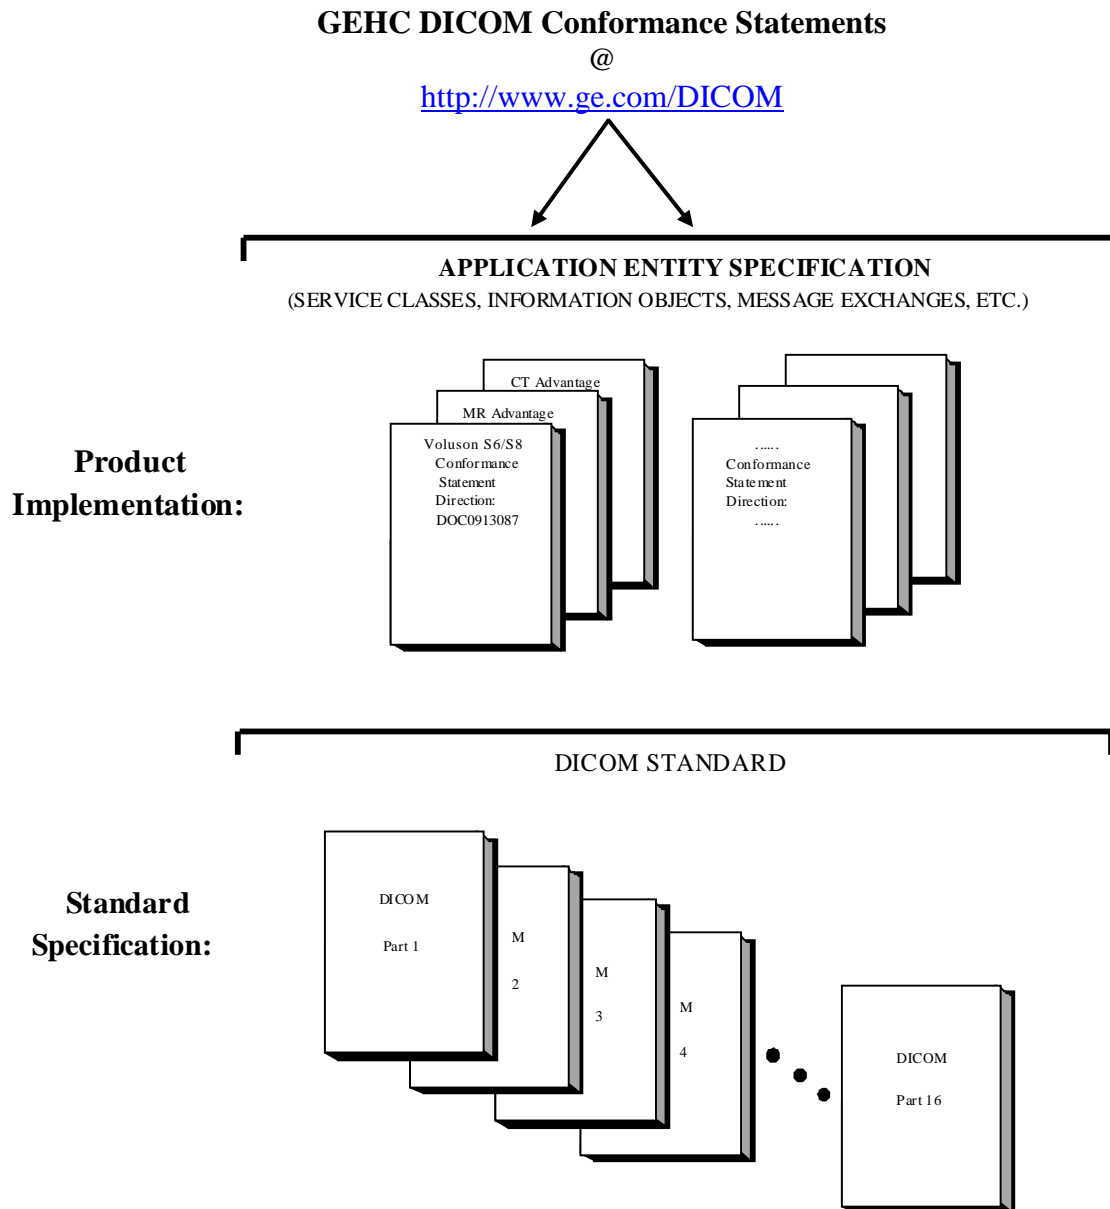 GEHC DICOM Conformance Statements
@
http://www.ge.com/DICOM
APPLICATION ENTITY SPECIFICATION
(SERVICE CLASSES, INFORMATION OBJECTS, MESSAGE EXCHANGES, ETC.)
Product
Implementation:
CT Advantage
MR Advantage
Voluson S6/S8
Conformance
Statement
Direction:
DOC0913087
......
Conformance
Statement
Direction:
......
DICOM STANDARD
Standard
Specification:
DICOM
Part 1
M
2
M
3
M
4
DICOM
Part 16